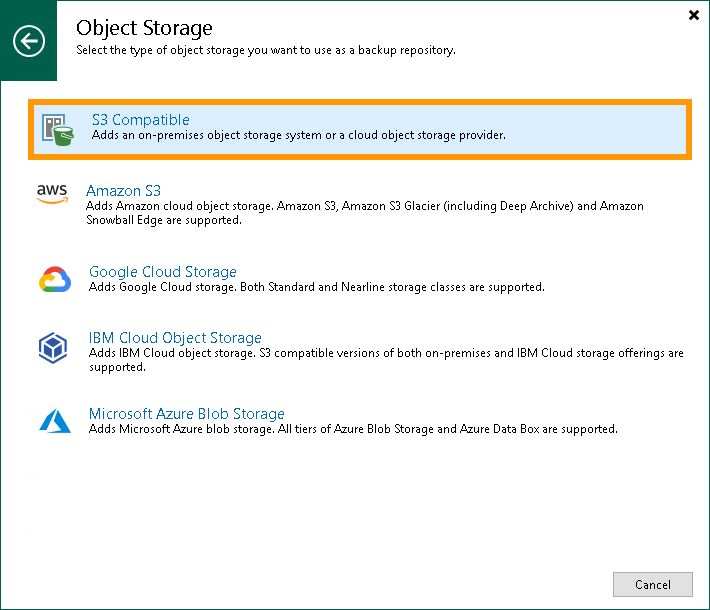 Object Storage
Select the type of object storage you want to use as a backup repository.
S3 Compatible
Adds an on-premises object storage system or a cloud object storage provider.
aws
Amazon S3
Adds Amazon cloud object storage. Amazon S3, Amazon S3 Glacier (including Deep Archive) and Amazon
Snowball Edge are supported.
Google Cloud Storage
Adds Google Cloud storage. Both Standard and Nearline storage classes are supported.
IBM Cloud Object Storage
Adds IBM Cloud object storage. S3 compatible versions of both on-premises and IBM Cloud storage offerings are
supported.
Microsoft Azure Blob Storage
Adds Microsoft Azure blob storage. All tiers of Azure Blob Storage and Azure Data Box are supported.
Cancel